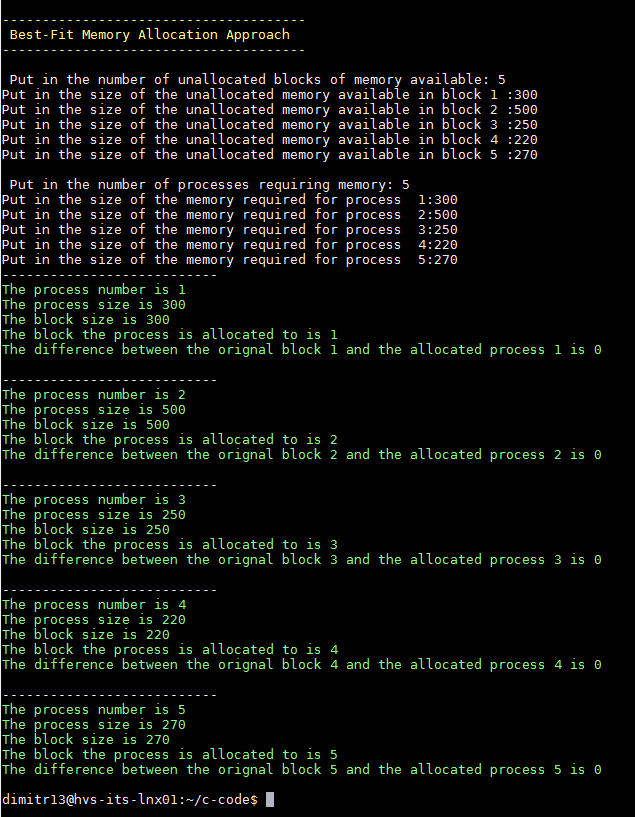 --------------------------------------
Best-Fit Memory Allocation Approach
--------------------------------------
Put in the number of unallocated blocks of memory available: 5
Put in the size of the unallocated memory available in block 1 :300
Put in the size of the unallocated memory available in block 2 :500
Put in the size of the unallocated memory available in block 3 :250
Put in the size of the unallocated memory available in block 4 :220
Put in the size of the unallocated memory available in block 5 :270
Put in the number of processes requiring memory: 5
Put in the size of the memory required for process  1:300
Put in the size of the memory required for process  2:500
Put in the size of the memory required for process  3:250
Put in the size of the memory required for process  4:220
Put in the size of the memory required for process  5:270
---------------------------
The process number is 1
The process size is 300
The block size is 300
The block the process is allocated to is 1
The difference between the orignal block 1 and the allocated process 1 is 0
---------------------------
The process number is 2
The process size is 500
The block size is 500
The block the process is allocated to is 2
The difference between the orignal block 2 and the allocated process 2 is 0
---------------------------
The process number is 3
The process size is 250
The block size is 250
The block the process is allocated to is 3
The difference between the orignal block 3 and the allocated process 3 is 0
---------------------------
The process number is 4
The process size is 220
The block size is 220
The block the process is allocated to is 4
The difference between the orignal block 4 and the allocated process 4 is 0
---------------------------
The process number is 5
The process size is 270
The block size is 270
The block the process is allocated to is 5
The difference between the orignal block 5 and the allocated process 5 is 0
dimitr13@hvs-its-lnx01:~/c-code$